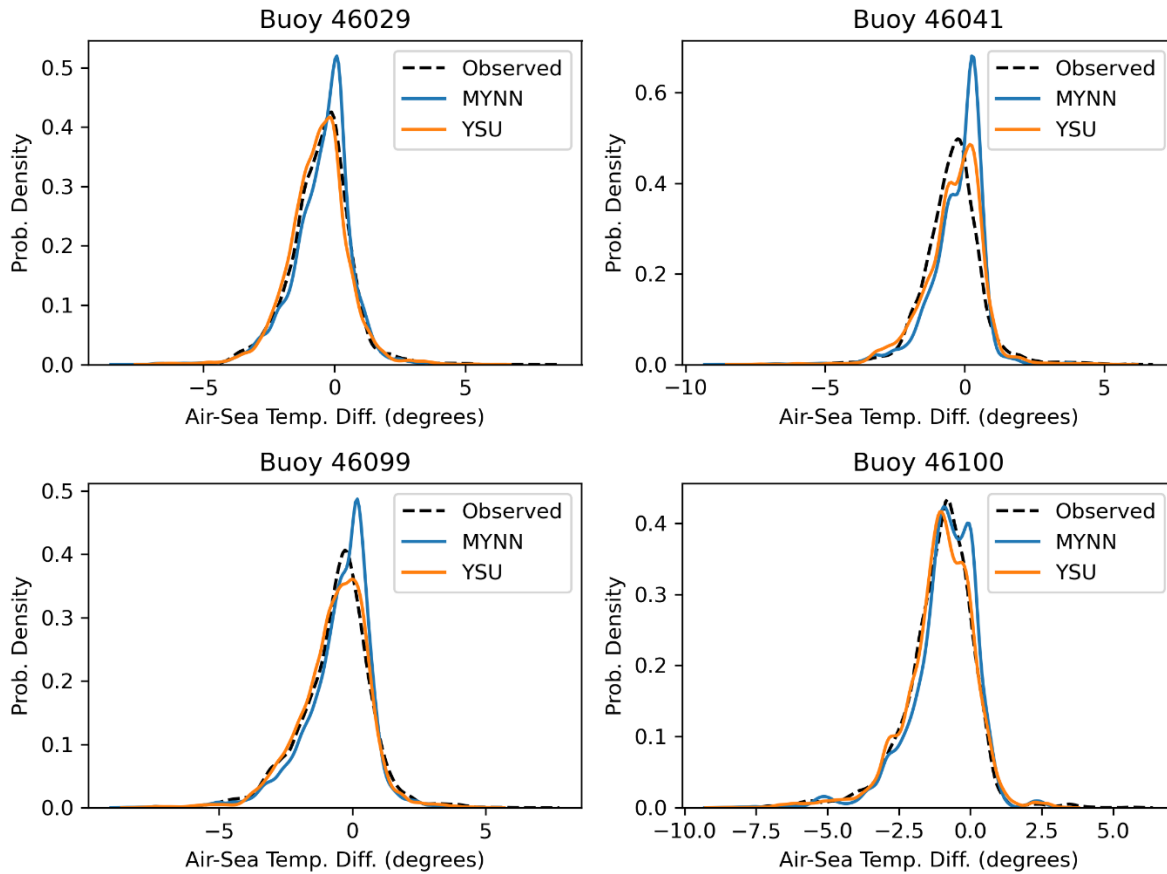 Buoy 46029
Prob. Density
0.5
0.4
0.3
0.2
0.1
0.0
Observed
MYNN
YSU
−5
0
5
Air-Sea Temp. Diff. (degrees)
Buoy 46041
Prob. Density
0.6
0.4
0.2
0.0
Observed
MYNN
YSU
−10
−5
0
5
Air-Sea Temp. Diff. (degrees)
Buoy 46099
Prob. Density
0.5
0.4
0.3
0.2
0.1
0.0
Observed
MYNN
YSU
−5
0
5
Air-Sea Temp. Diff. (degrees)
Buoy 46100
Prob. Density
0.4
0.3
0.2
0.1
0.0
Observed
MYNN
YSU
−10.0
−7.5
−5.0
−2.5
0.0
2.5
5.0
Air-Sea Temp. Diff. (degrees)